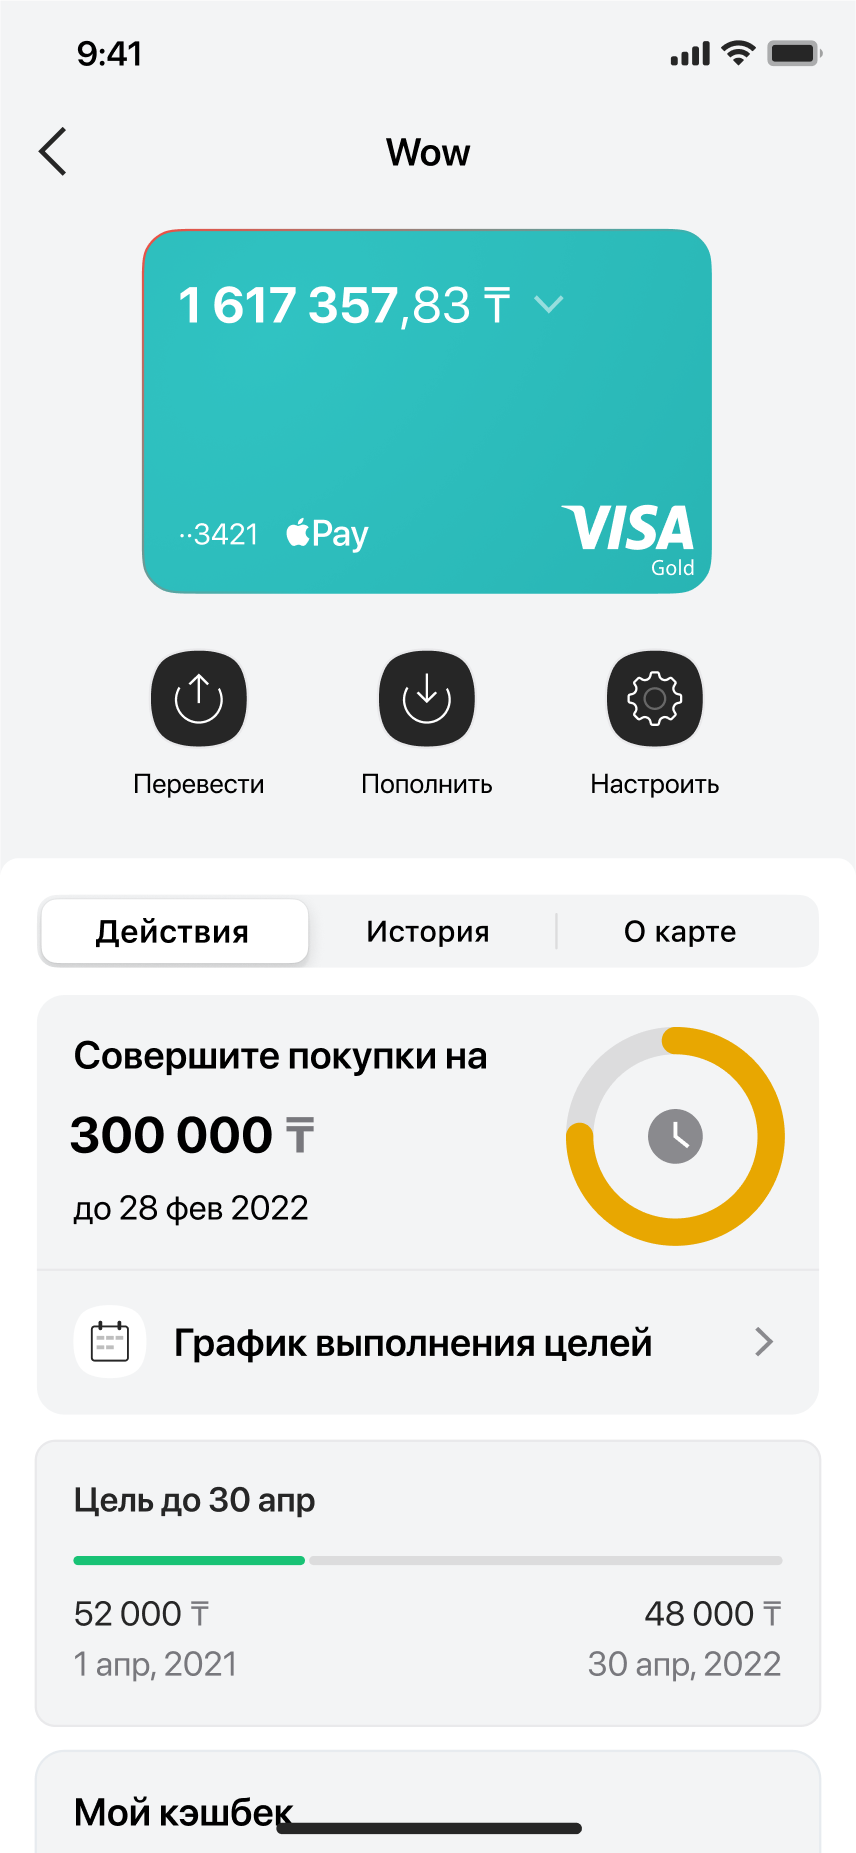 9:41
Wow
1 617 357,83 ₸
··3421 Pay
VISA
Gold
Перевести Пополнить Настроить
Действия История О карте
Совершите покупки на
300 000 ₸
до 28 фев 2022
График выполнения целей
Цель до 30 апр
52 000 ₸ 48 000 ₸
1 апр, 2021 30 апр, 2022
Мой кэшбек